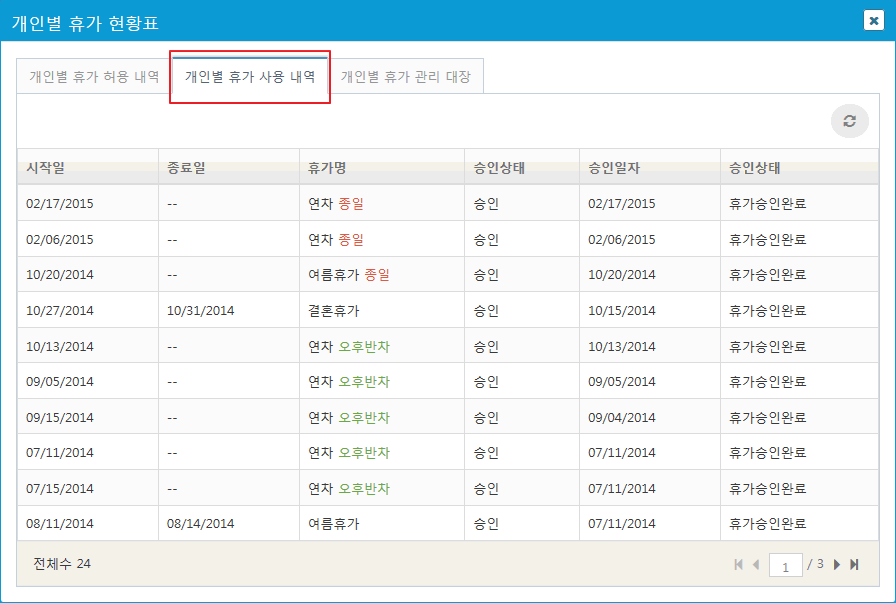 개인별 휴가 현황표
개인별 휴가 허용 내역 개인별 휴가 사용 내역 개인별 휴가 관리 대장
시작일 종료일 휴가명 승인상태 승인일자 승인상태
02/17/2015 -- 연차 종일 승인 02/17/2015 휴가승인완료
02/06/2015 -- 연차 종일 승인 02/06/2015 휴가승인완료
10/20/2014 -- 여름휴가 종일 승인 10/20/2014 휴가승인완료
10/27/2014 10/31/2014 결혼휴가 승인 10/15/2014 휴가승인완료
10/13/2014 -- 연차 오후반차 승인 10/13/2014 휴가승인완료
09/05/2014 -- 연차 오후반차 승인 09/05/2014 휴가승인완료
09/15/2014 -- 연차 오후반차 승인 09/04/2014 휴가승인완료
07/11/2014 -- 연차 오후반차 승인 07/11/2014 휴가승인완료
07/15/2014 -- 연차 오후반차 승인 07/11/2014 휴가승인완료
08/11/2014 08/14/2014 여름휴가 승인 07/11/2014 휴가승인완료
전체수 24 1 / 3